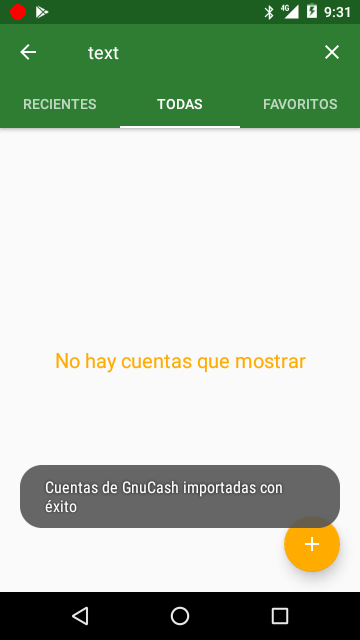 4G 9:31
text
RECIENTES TODAS FAVORITOS
No hay cuentas que mostrar
Cuentas de GnuCash importadas con
éxito